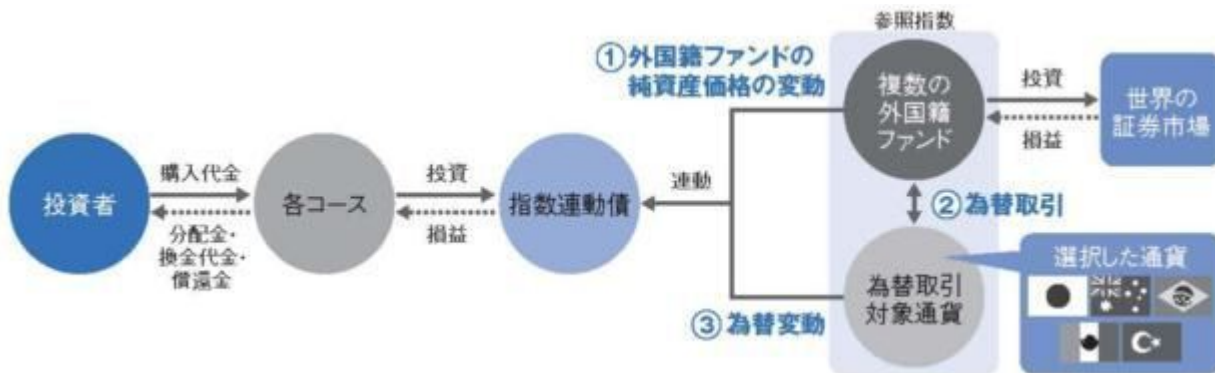 参照指数
①外国籍ファンドの
純資産価格の変動
複数の
外国籍
ファンド
投資
損益
世界の
証券市場
投資者
購入代金
分配金・
換金代金・
償還金
各コース
投資
損益
指数連動債
連動
②為替取引
選択した通貨
為替取引
対象通貨
③為替変動